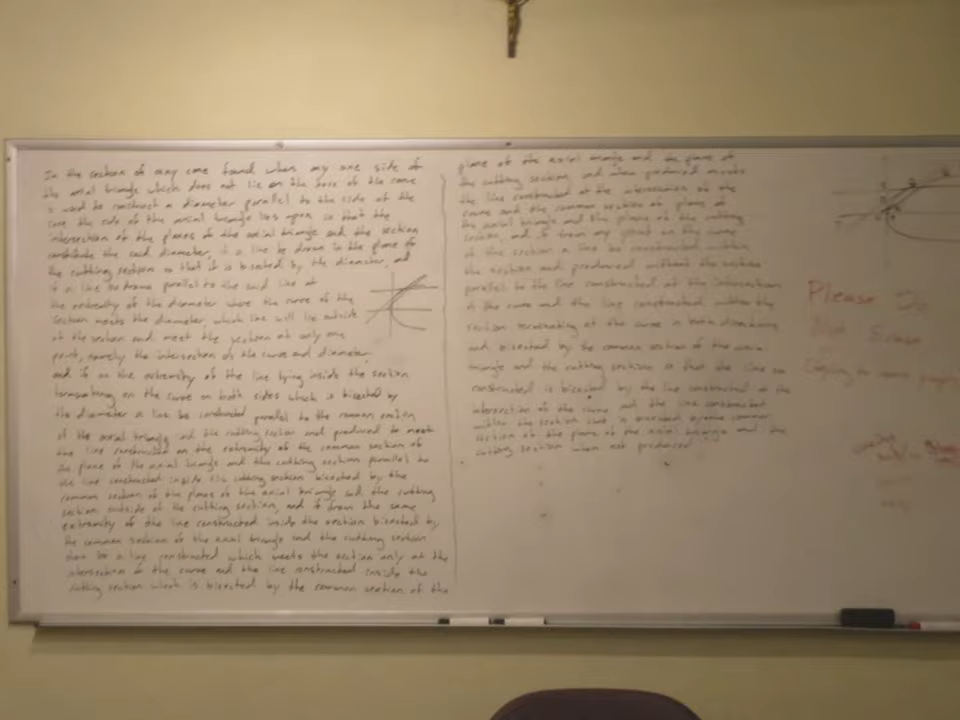 In the section of any cone found when any one side of
the axial triangle which does not lie on the base of the cone
is used to construct a diameter parallel to the side of the
cone the side of the axial triangle lies upon so that the
intersection of the planes of the axial triangle and the section
constitute the said diameter, if a line be drawn in the plane of
the cutting section so that it is bisected by the diameter, and
if a line be drawn parallel to the said line at
the extremity of the diameter where the curve of the
section meets the diameter, which line will lie outside
of the section and meet the section at only one
point, namely the intersection of the curve and diameter
and if on the extremity of the line lying inside the section
terminating on the curve on both sides which is bisected by
the diameter a line be constructed parallel to the common section
of the axial triangle and the cutting section and produced to meet
the line constructed on the extremity of the common section of
the plane of the axial triangle and the cutting section parallel to
the line constructed inside the cutting section bisected by the
common section of the plane of the axial triangle and the cutting
section outside of the cutting section, and if from the same
extremity of the line constructed inside the section bisected by
the common section of the axial triangle and the cutting section
there be a line constructed which meets the section only at the
intersection of the curve and the line constructed inside the
cutting section which is bisected by the common section of the
plane of the axial triangle and the plane of
the cutting section, and when produced meets
the line constructed at the intersection of the
curve and the common section of plane of
the axial triangle and the plane of the cutting
section, and if from any point on the curve
of the section a line be constructed within
the section and produced without the section
parallel to the line constructed at the intersection
of the curve and the line constructed within the
section terminating at the curve in both directions
and bisected by the common section of the axial
triangle and the cutting section so that the line so
constructed is bisected by the line constructed at the
intersection of the curve and the line constructed
within the section
section of the plane of the axial triangle and the
cutting section when produced
Please Do
Not Erase